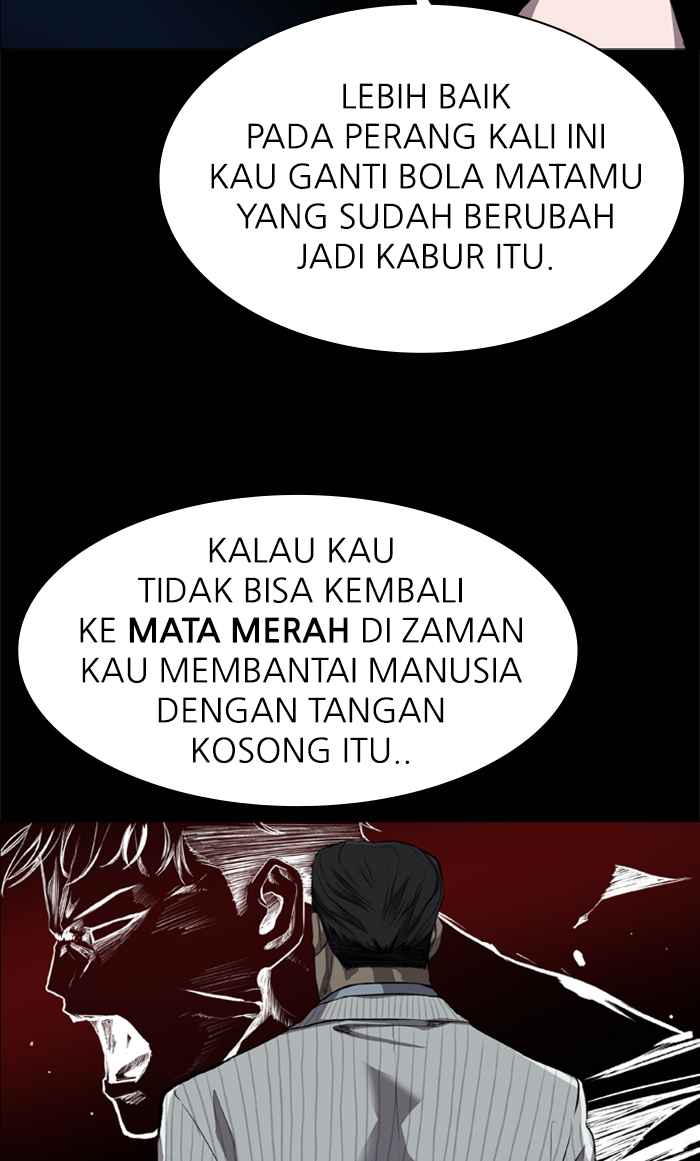 LEBIH BAIK
PADA PERANG KALI INI
KAU GANTI BOLA MATAMU
YANG SUDAH BERUBAH
JADI KABUR ITU.
KALAU KAU
TIDAK BISA KEMBALI
KE MATA MERAH DI ZAMAN
KAU MEMBANTAI MANUSIA
DENGAN TANGAN
KOSONG ITU..